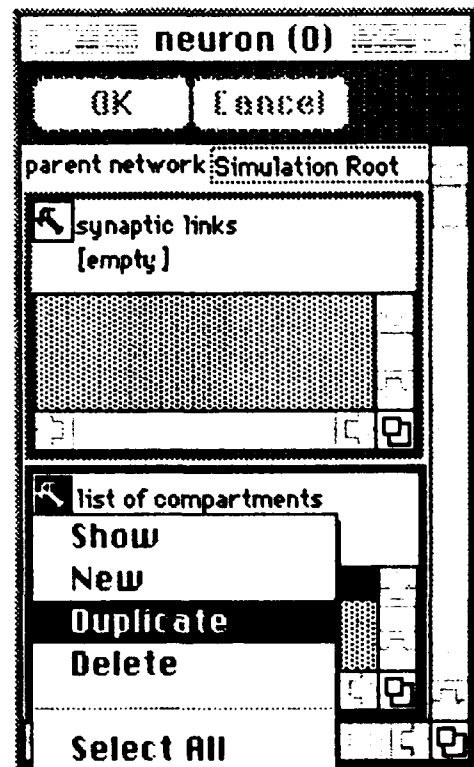 neuron (0)
OK Cancel
parent network Simulation Root
synaptic links
[empty]
list of compartments
Show
New
Duplicate
Delete
Select All